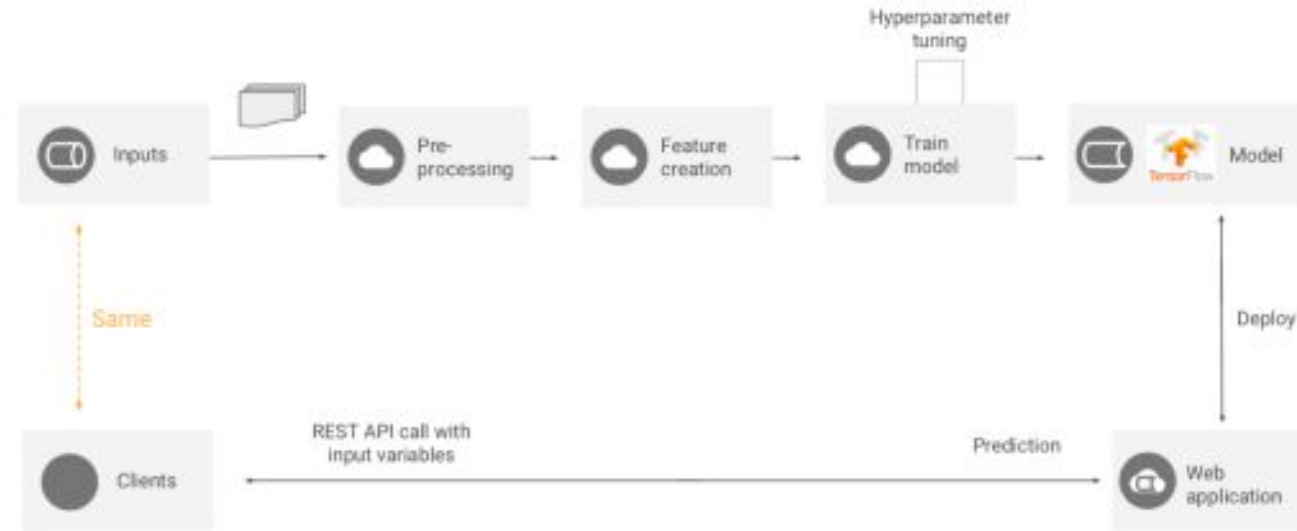 Hyperparameter
tuning
Inputs
Pre-
processing
Feature
creation
Train
model
TensorFlow
Model
Same
Deploy
REST API call with
input variables
Prediction
Clients
Web
application